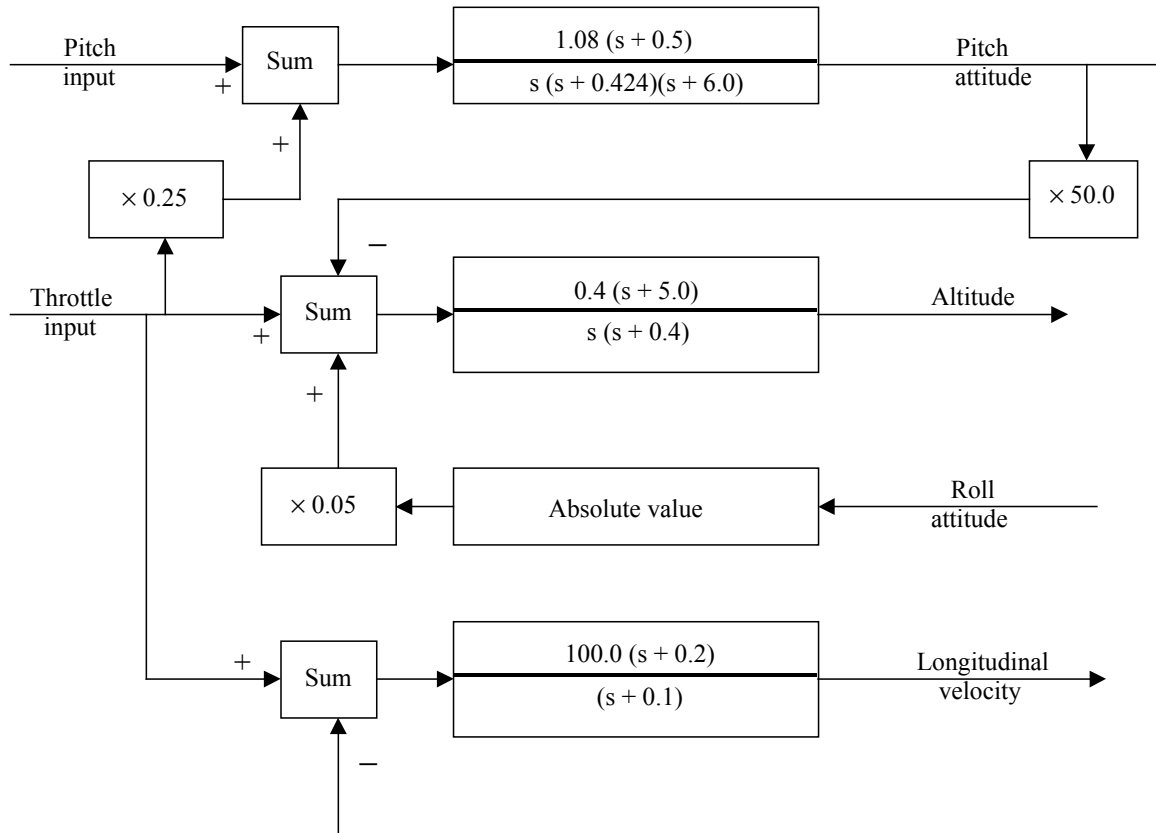 Pitch
input
+
Sum
1.08 (s + 0.5)
s (s + 0.424)(s + 6.0)
Pitch
attitude
+
× 0.25
× 50.0
−
Throttle
input
+
Sum
0.4 (s + 5.0)
s (s + 0.4)
Altitude
+
× 0.05
Absolute value
Roll
attitude
+
Sum
100.0 (s + 0.2)
(s + 0.1)
Longitudinal
velocity
−